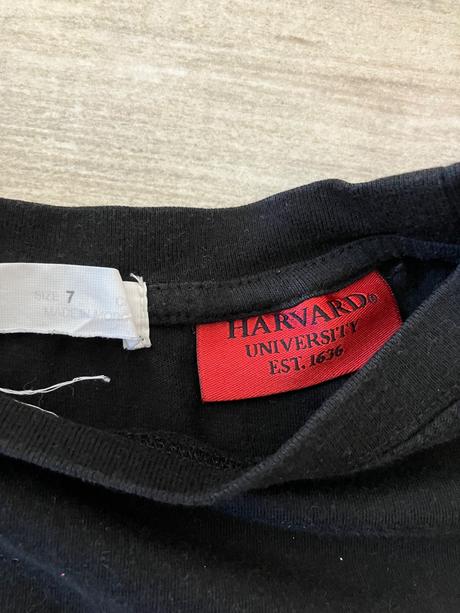 SIZE 7
MADE IN
HARVARD®
UNIVERSITY
EST. 1636